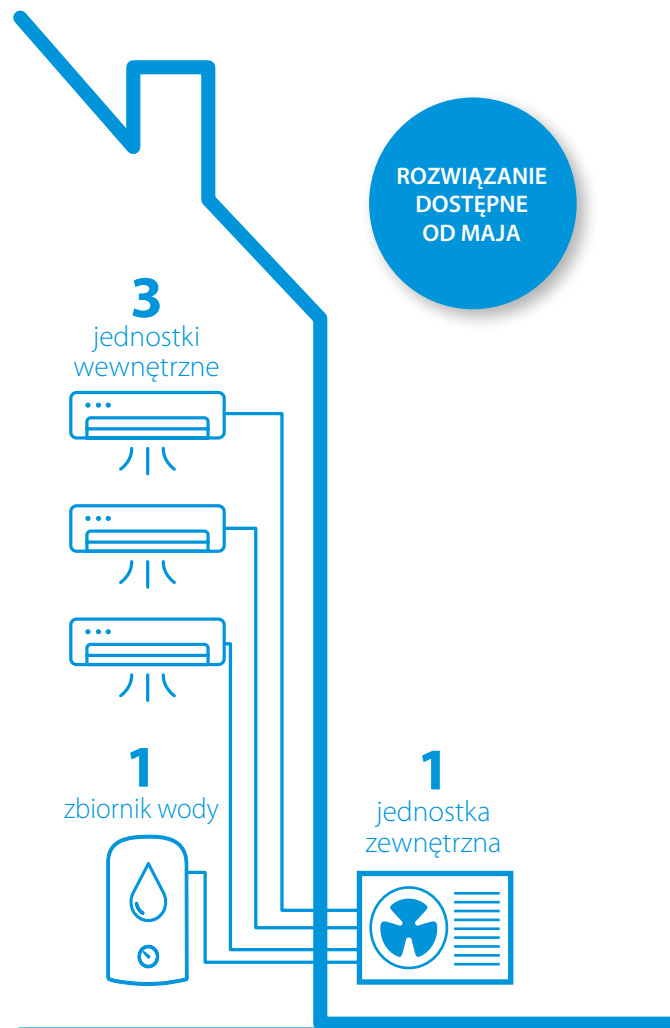 ROZWIĄZANIE
DOSTĘPNE
OD MAJA
3
jednostki
wewnętrzne
1
zbiornik wody
1
jednostka
zewnętrzna